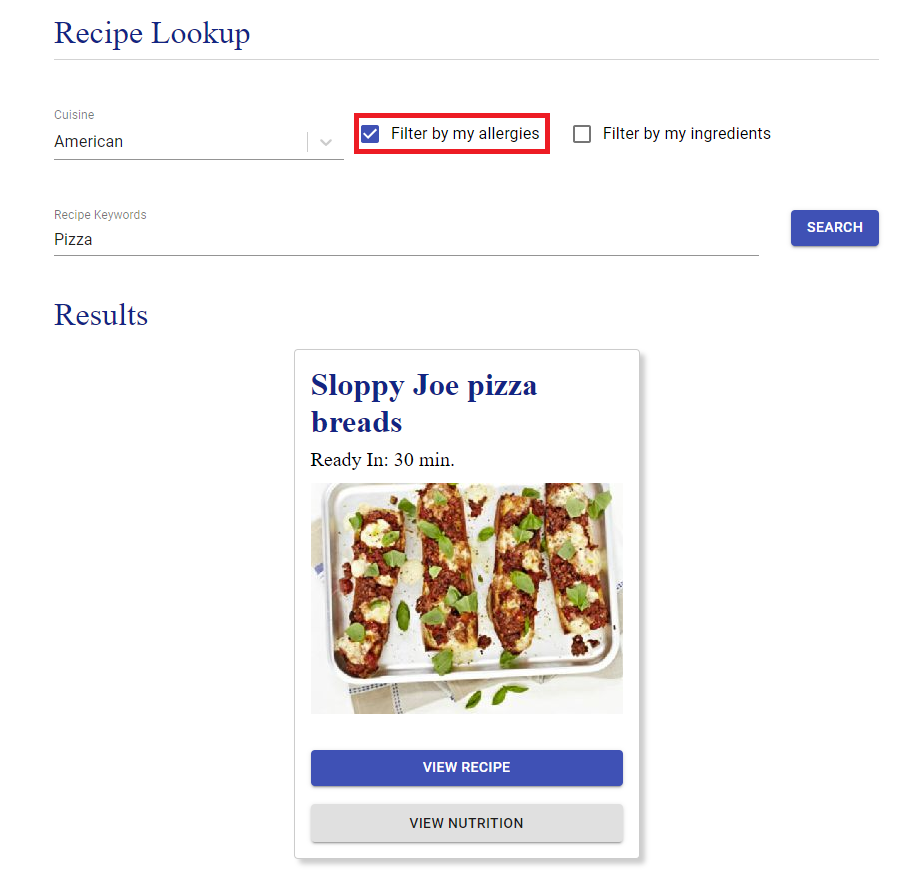 Recipe Lookup
Cuisine
American
Filter by my allergies
Filter by my ingredients
Recipe Keywords
Pizza
SEARCH
Results
Sloppy Joe pizza
breads
Ready In: 30 min.
VIEW RECIPE
VIEW NUTRITION